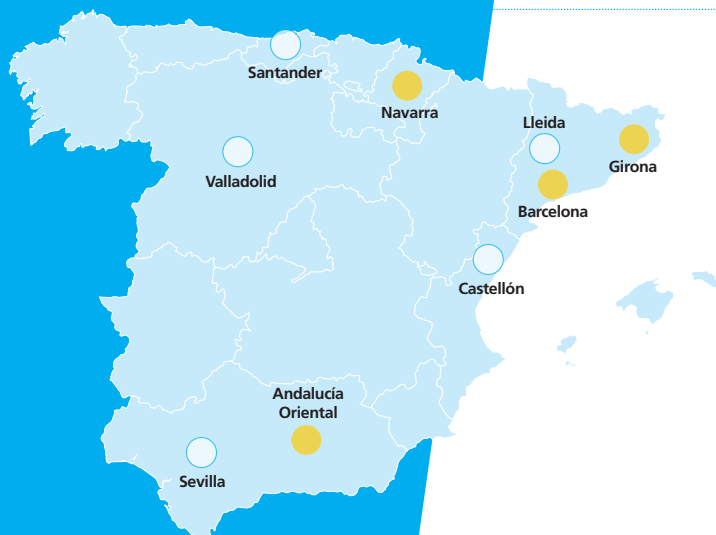 Santander
Navarra
Lleida
Girona
Valladolid
Barcelona
Castellón
Andalucía
Oriental
Sevilla